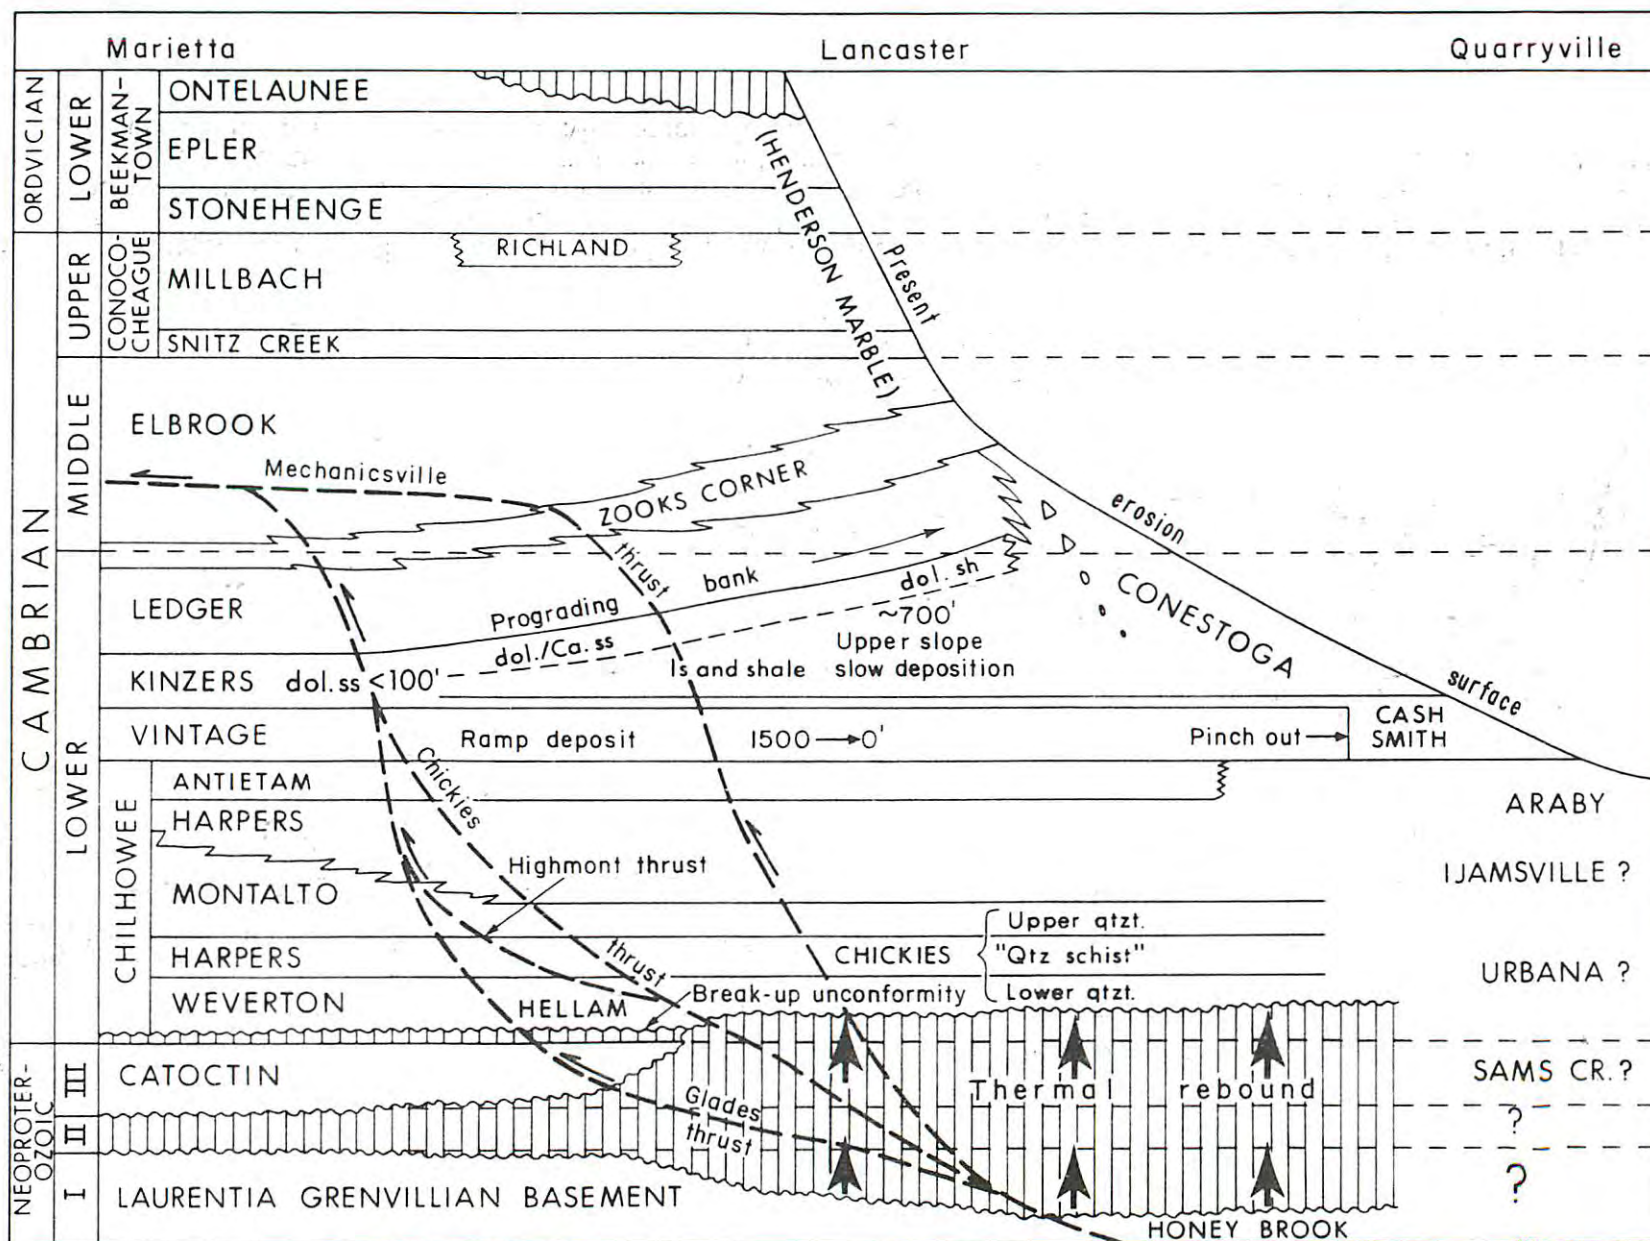 Marietta Lancaster Quarryville
ORDVICIAN
LOWER
BEEKMAN-
TOWN
ONTELAUNEE
EPLER
STONEHENGE
(HENDERSON MARBLE)
UPPER
CONOCO-
CHEAGUE
RICHLAND
MILLBACH
SNITZ CREEK
Present
erosion
surface
CAMBRIAN
MIDDLE
ELBROOK
Mechanicsville
thrust
ZOOKS CORNER
LEDGER
Prograding bank
dol. sh
dol./Ca. ss
~700'
Upper slope
slow deposition
ls and shale
CONESTOGA
KINZERS dol. ss <100'
LOWER
VINTAGE Ramp deposit 1500 → 0' Pinch out →
CASH
SMITH
CHILHOWEE
ANTIETAM
HARPERS
Chickies
thrust
Highmont thrust
MONTALTO
HARPERS
WEVERTON
HELLAM
Break-up unconformity
CHICKIES
Upper qtzt.
"Qtz schist"
Lower qtzt.
ARABY
IJAMSVILLE ?
URBANA ?
NEOPROTER-
OZOIC
III
CATOCTIN
Glades
thrust
Thermal rebound
SAMS CR. ?
II
?
I
LAURENTIA GRENVILLIAN BASEMENT
?
HONEY BROOK